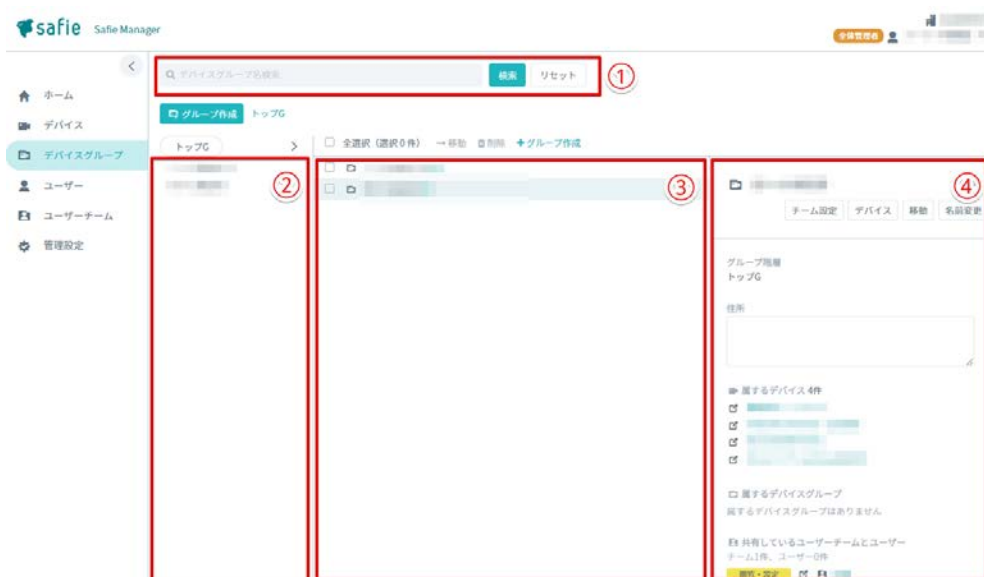 safie Safie Manager
全体管理者
デバイスグループ名検索
検索
リセット
①
ホーム
デバイス
デバイスグループ
ユーザー
ユーザーチーム
管理設定
グループ作成
トップG
トップG
全選択（選択0件）
移動
削除
+グループ作成
②
③
④
チーム設定
デバイス
移動
名前変更
グループ階層
トップG
住所
属するデバイス 4件
属するデバイスグループ
属するデバイスグループはありません
共有しているユーザーチームとユーザー
チーム1件、ユーザー0件
閲覧・設定